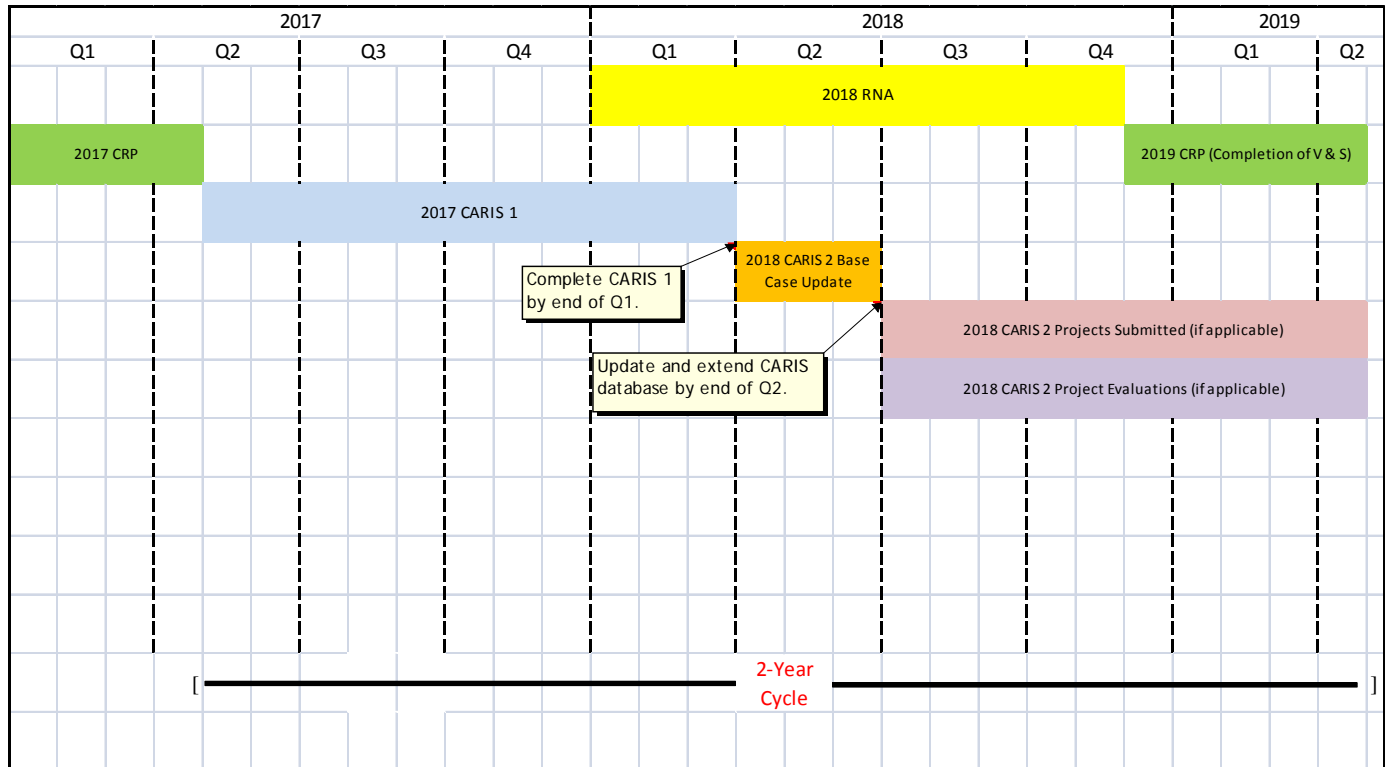 2017 2018 2019
Q1 Q2 Q3 Q4 Q1 Q2 Q3 Q4 Q1 Q2
2018 RNA
2017 CRP
2019 CRP (Completion of V & S)
2017 CARIS 1
2018 CARIS 2 Base
Case Update
Complete CARIS 1
by end of Q1.
2018 CARIS 2 Projects Submitted (if applicable)
Update and extend CARIS
database by end of Q2.
2018 CARIS 2 Project Evaluations (if applicable)
[ 2-Year ]
Cycle